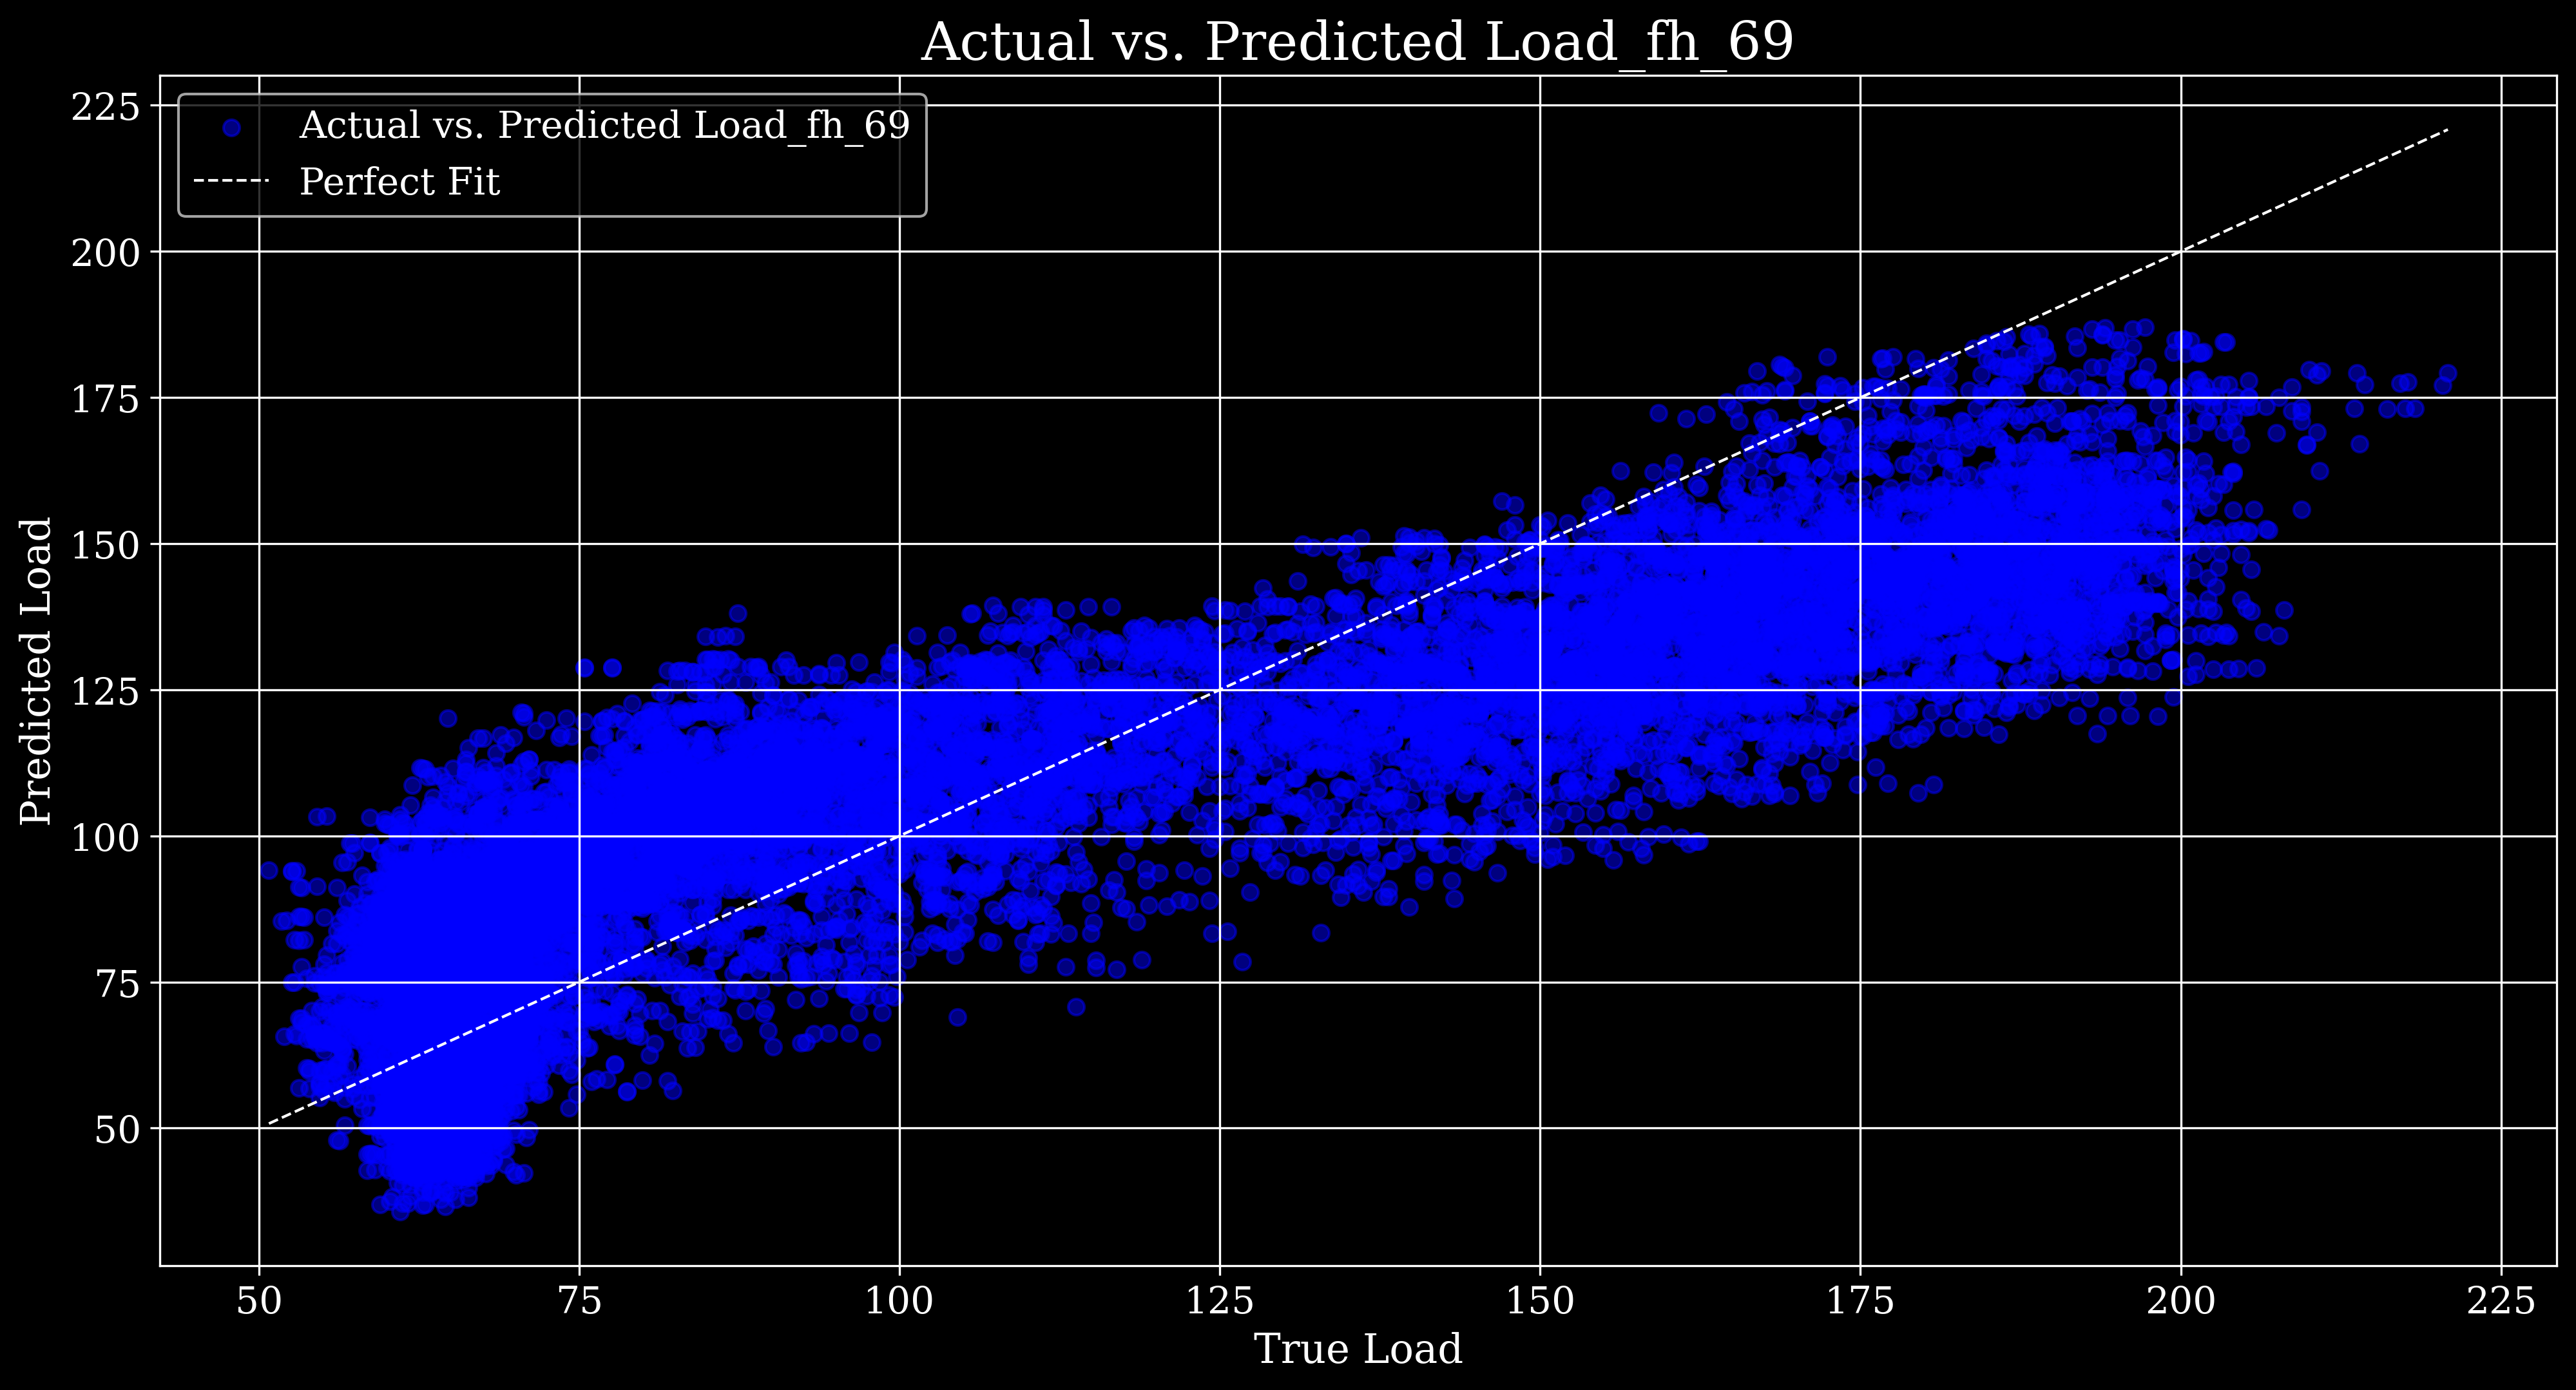 Actual vs. Predicted Load_fh_69
Actual vs. Predicted Load_fh_69
Perfect Fit
225
200
175
150
125
100
75
50
Predicted Load
50 75 100 125 150 175 200 225
True Load